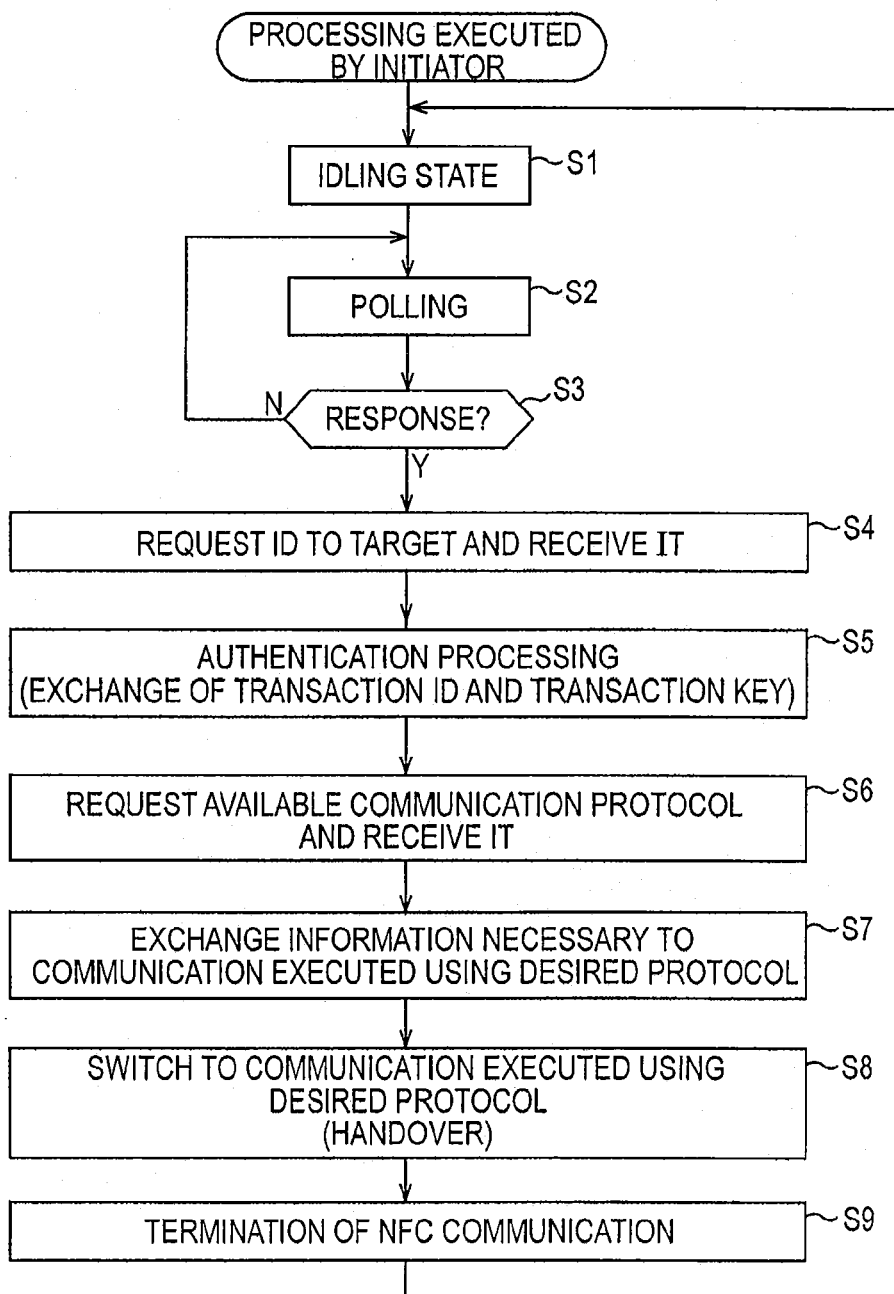 PROCESSING EXECUTED
BY INITIATOR
IDLING STATE
S1
POLLING
S2
RESPONSE?
S3
N
Y
REQUEST ID TO TARGET AND RECEIVE IT
S4
AUTHENTICATION PROCESSING
(EXCHANGE OF TRANSACTION ID AND TRANSACTION KEY)
S5
REQUEST AVAILABLE COMMUNICATION PROTOCOL
AND RECEIVE IT
S6
EXCHANGE INFORMATION NECESSARY TO
COMMUNICATION EXECUTED USING DESIRED PROTOCOL
S7
SWITCH TO COMMUNICATION EXECUTED USING
DESIRED PROTOCOL
(HANDOVER)
S8
TERMINATION OF NFC COMMUNICATION
S9